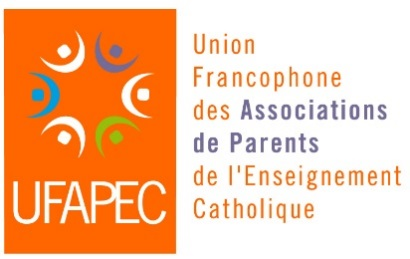 UFAPEC
Union
Francophone
des Associations
de Parents
de l'Enseignement
Catholique